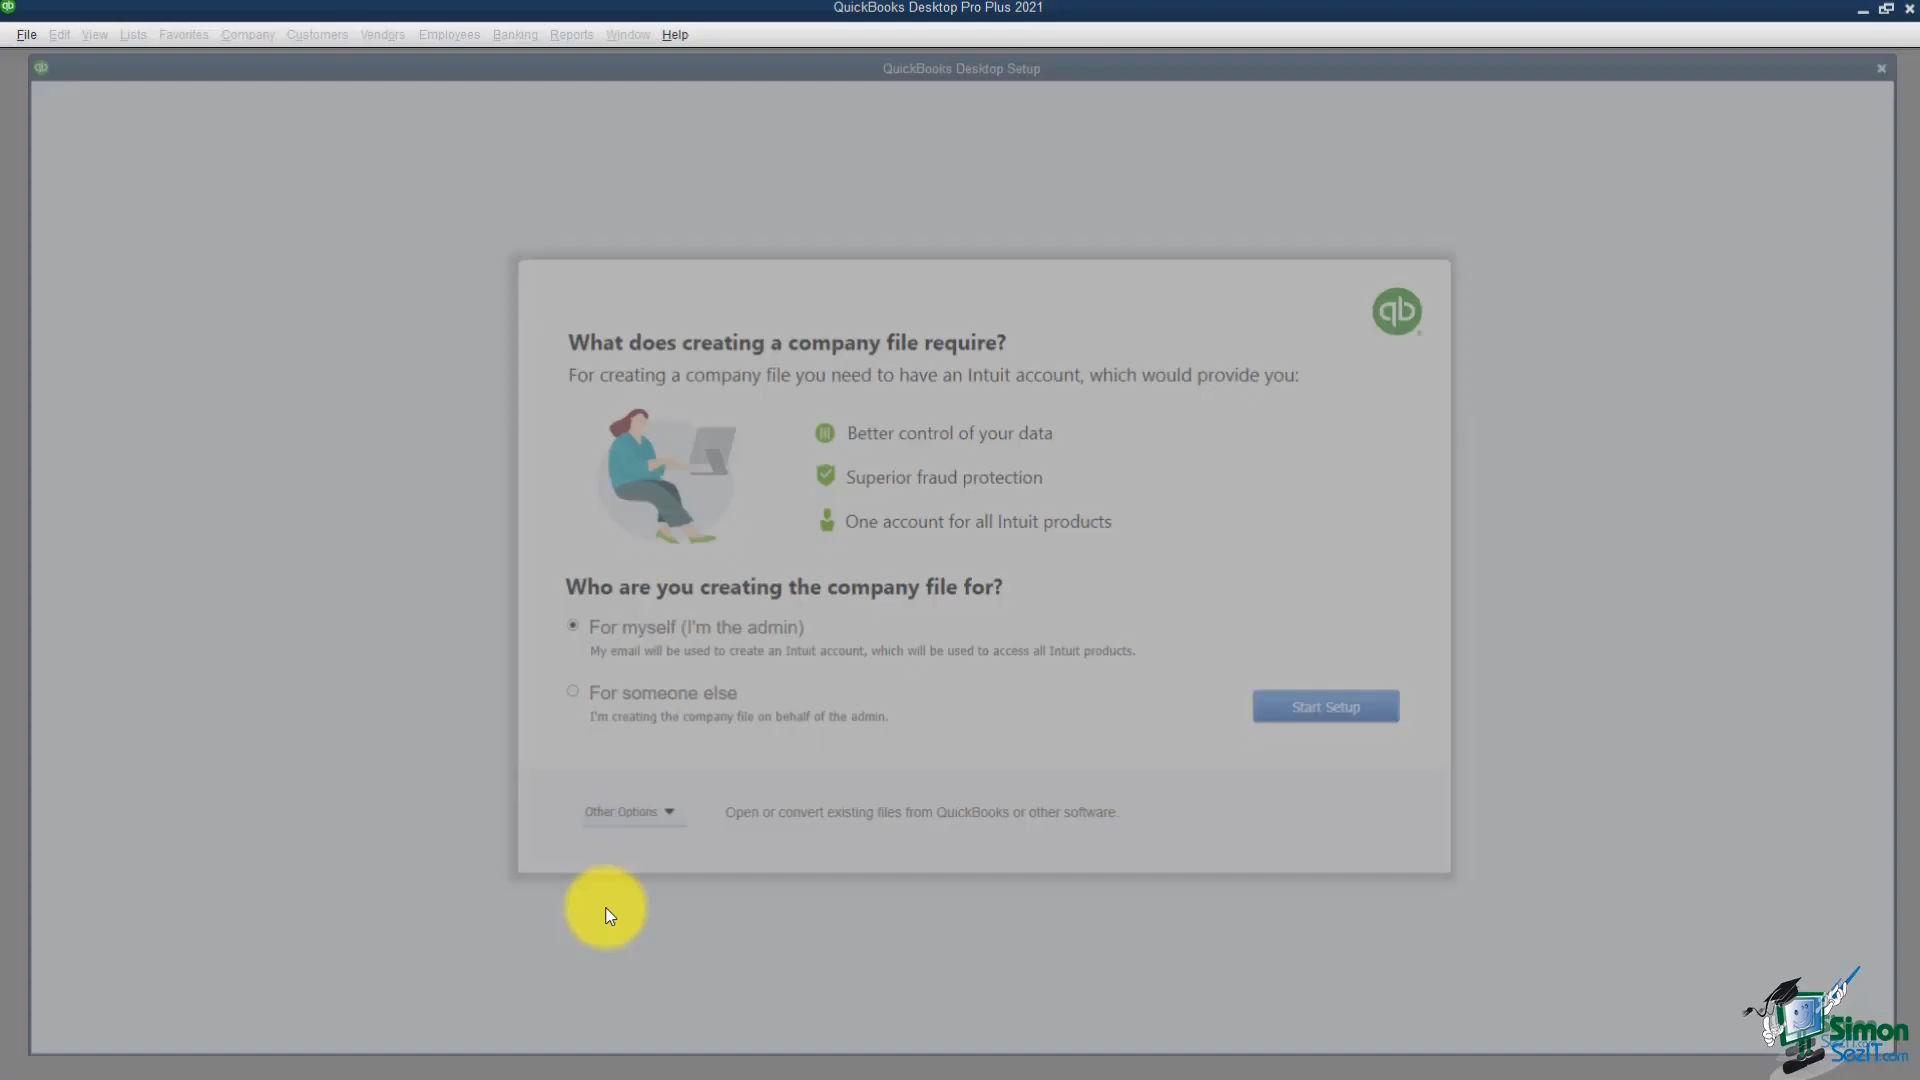 qb
QuickBooks Desktop Pro Plus 2021
File Edit View Lists Favorites Company Customers Vendors Employees Banking Reports Window Help
qb
QuickBooks Desktop Setup
qb
What does creating a company file require?
For creating a company file you need to have an Intuit account, which would provide you:
Better control of your data
Superior fraud protection
One account for all Intuit products
Who are you creating the company file for?
For myself (I'm the admin)
My email will be used to create an Intuit account, which will be used to access all Intuit products.
For someone else
I'm creating the company file on behalf of the admin.
Start Setup
Other Options
Open or convert existing files from QuickBooks or other software.
Simon
SezIT.com